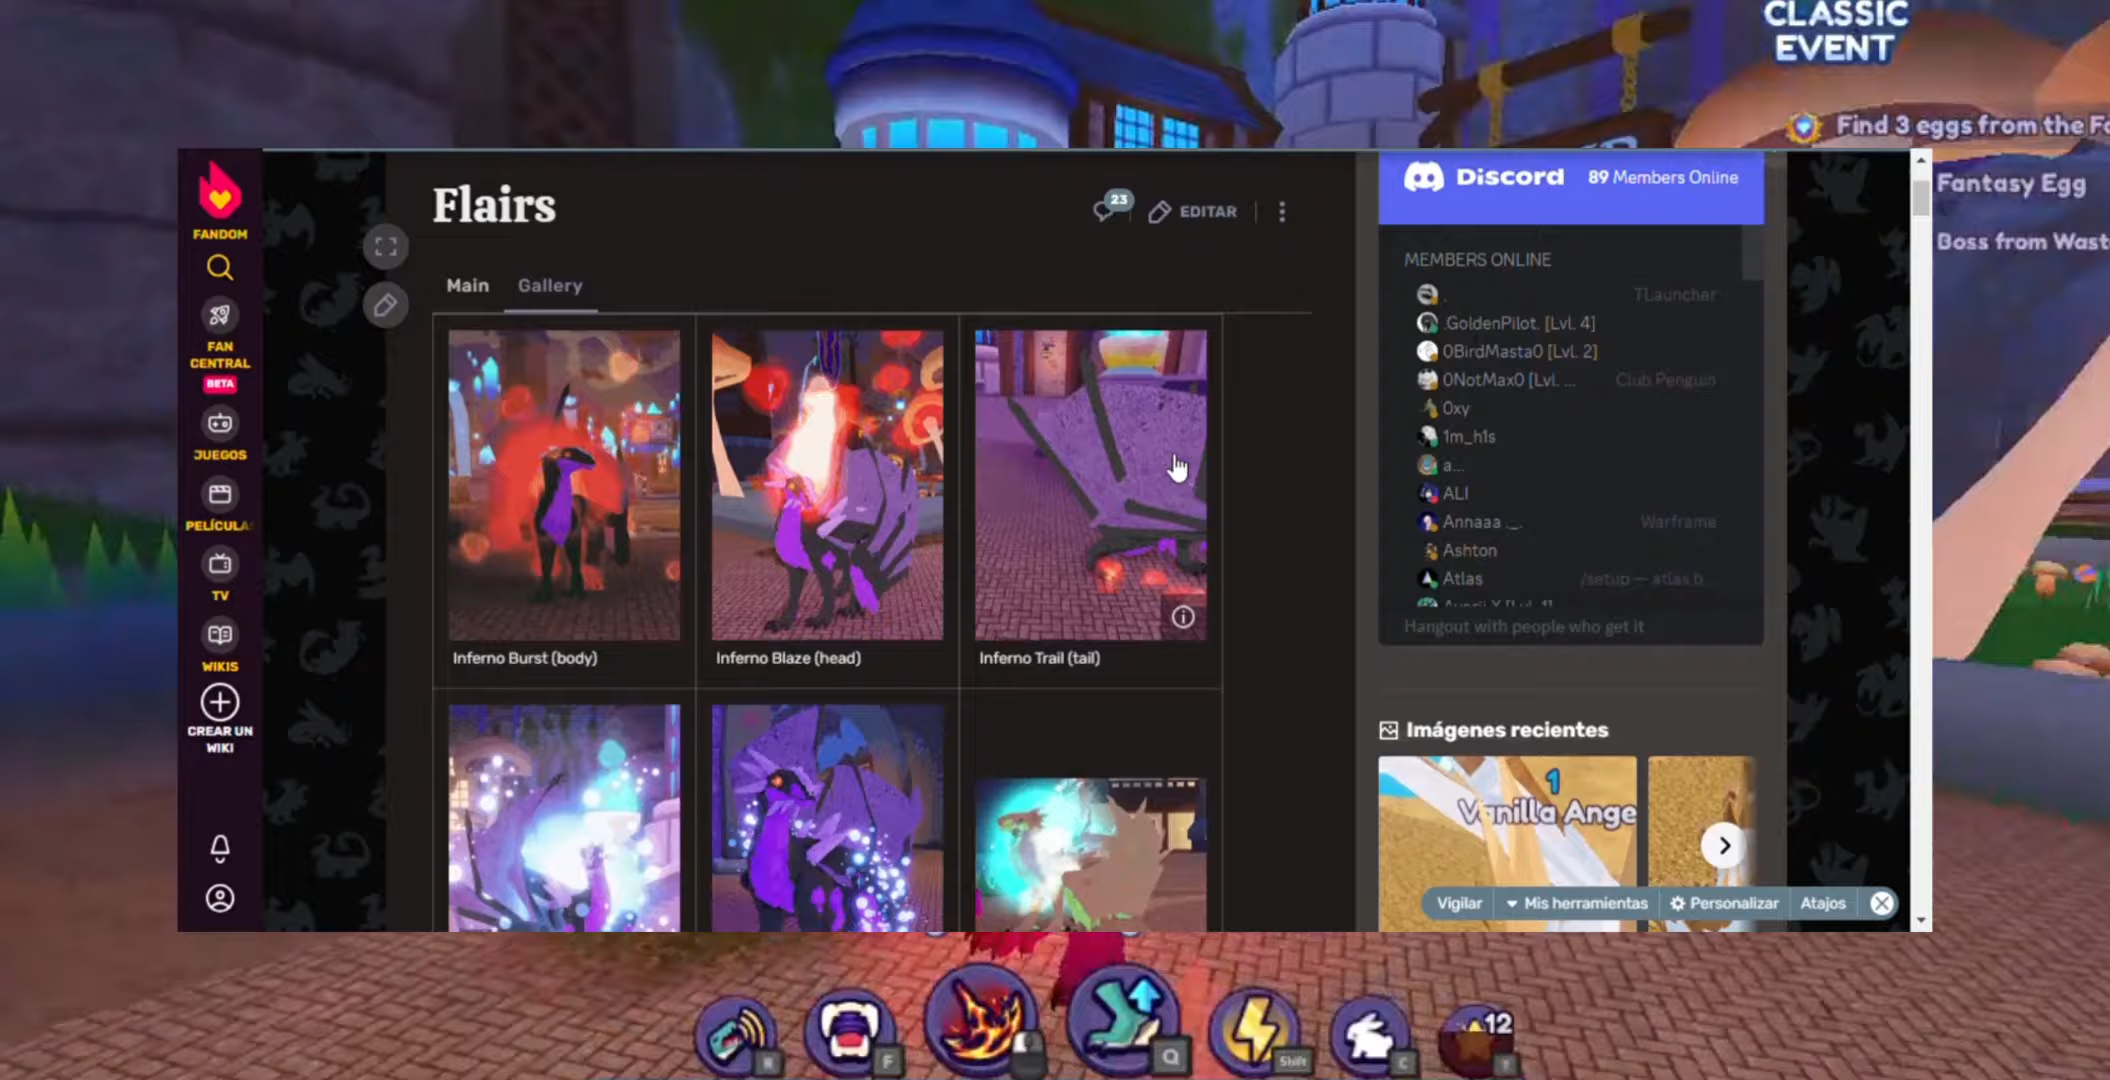 CLASSIC
EVENT
Find 3 eggs from the
Fantasy Egg
Boss from
FANDOM
FAN
CENTRAL
BETA
JUEGOS
PELÍCULA
TV
WIKIS
CREAR UN
WIKI
Flairs
23
EDITAR
Main
Gallery
Inferno Burst (body)
Inferno Blaze (head)
Inferno Trail (tail)
Discord
89 Members Online
MEMBERS ONLINE
. TLauncher
.GoldenPilot. [Lvl. 4]
0BirdMasta0 [Lvl. 2]
0NotMax0 [Lvl. ... Club Penguin
0xy
1m_h1s
a...
ALI
Annaaa ._. Warframe
Ashton
Atlas /setup — atlas.b...
Hangout with people who get it
Imágenes recientes
1
Vanilla Ange
Vigilar
Mis herramientas
Personalizar
Atajos
F
Q
Shift
C
12